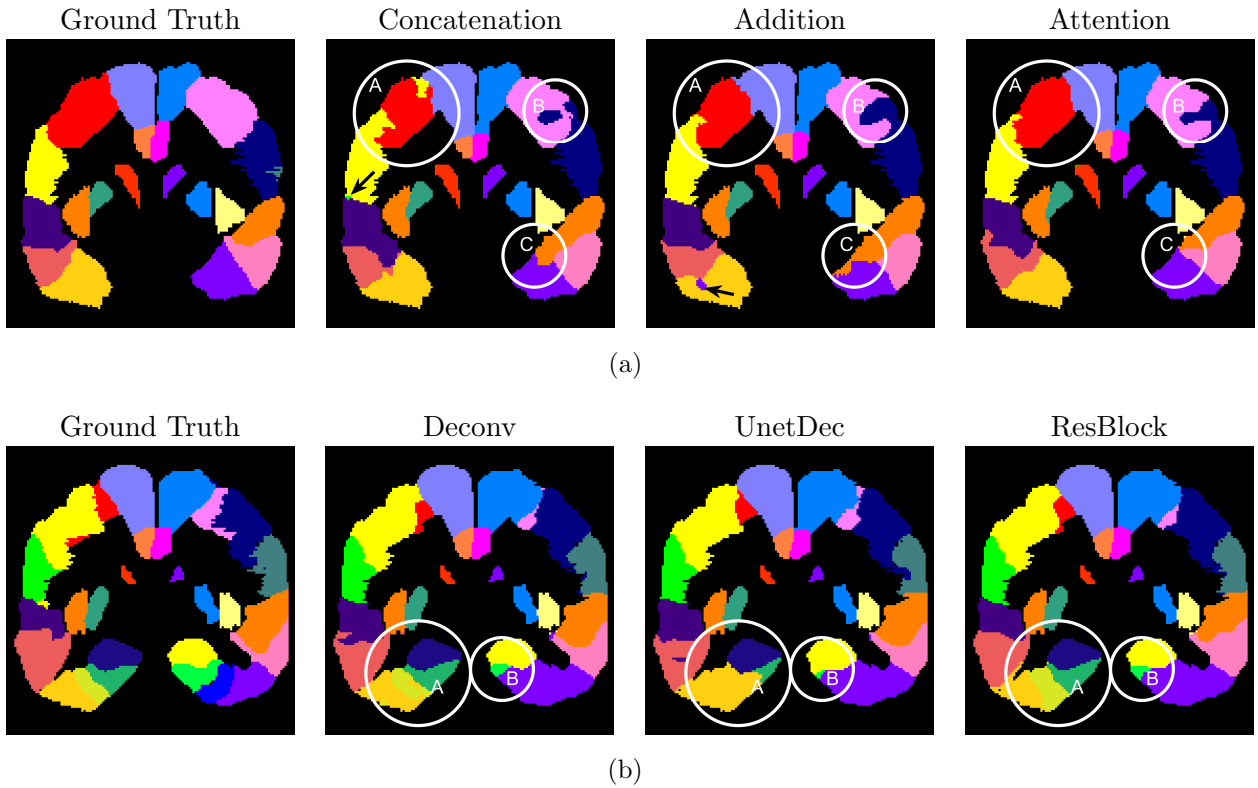 Ground Truth Concatenation Addition Attention
A B C A B C A B C
(a)
Ground Truth Deconv UnetDec ResBlock
A B A B A B
(b)